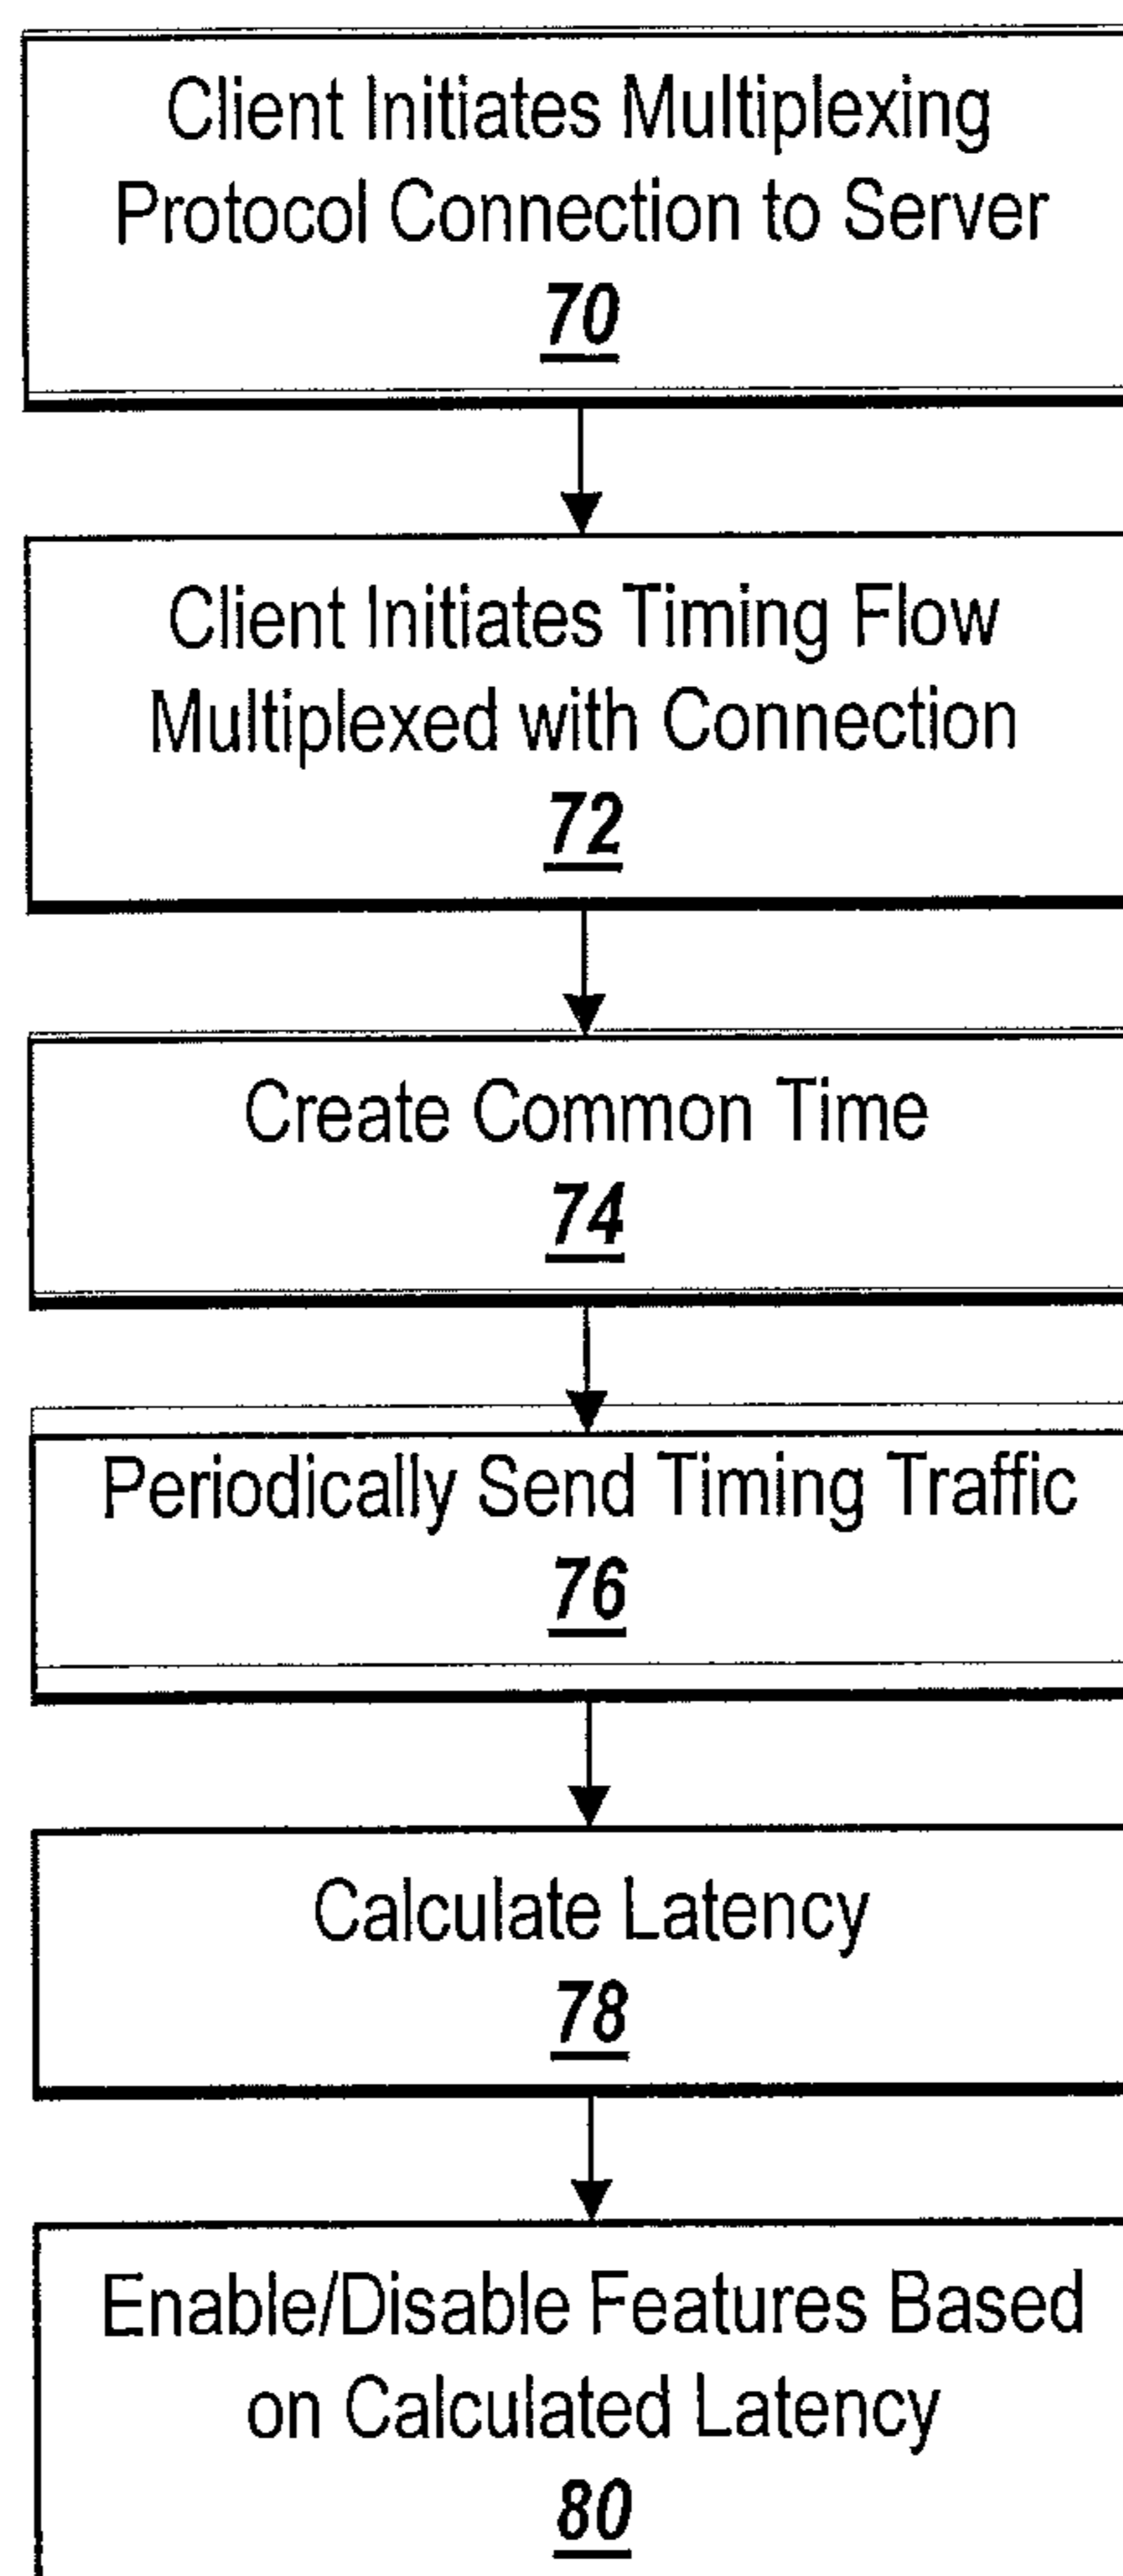 Client Initiates Multiplexing
Protocol Connection to Server
70
Client Initiates Timing Flow
Multiplexed with Connection
72
Create Common Time
74
Periodically Send Timing Traffic
76
Calculate Latency
78
Enable/Disable Features Based
on Calculated Latency
80